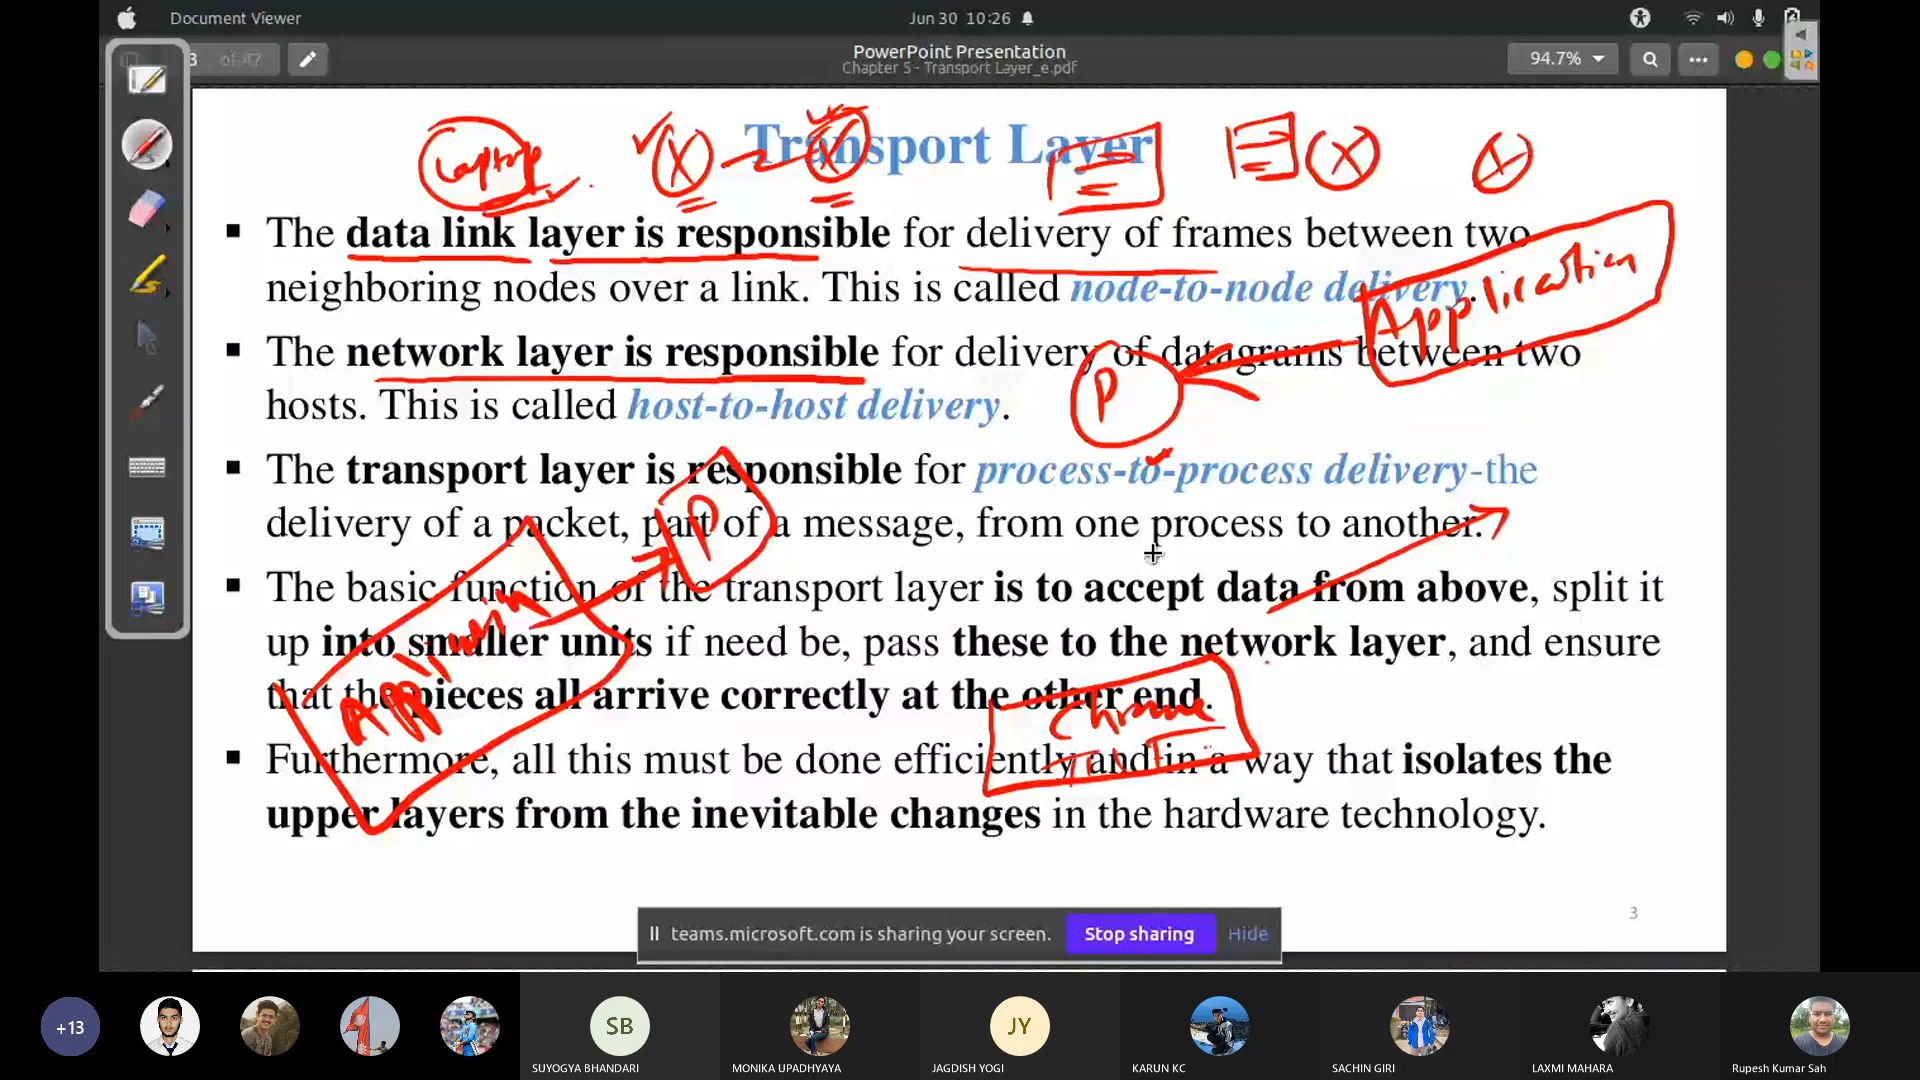 Document Viewer
Jun 30 10:26
3 of 47
PowerPoint Presentation
Chapter 5 - Transport Layer_e.pdf
94.7%
Transport Layer
Laptop
X
X
X
The data link layer is responsible for delivery of frames between two
neighboring nodes over a link. This is called node-to-node delivery.
Application
The network layer is responsible for delivery of datagrams between two
hosts. This is called host-to-host delivery.
P
The transport layer is responsible for process-to-process delivery-the
delivery of a packet, part of a message, from one process to another.
P
The basic function of the transport layer is to accept data from above, split it
up into smaller units if need be, pass these to the network layer, and ensure
that the pieces all arrive correctly at the other end.
Application
Chrome
Furthermore, all this must be done efficiently and in a way that isolates the
upper layers from the inevitable changes in the hardware technology.
3
teams.microsoft.com is sharing your screen. Stop sharing Hide
+13
SB
JY
SUYOGYA BHANDARI
MONIKA UPADHYAYA
JAGDISH YOGI
KARUN KC
SACHIN GIRI
LAXMI MAHARA
Rupesh Kumar Sah